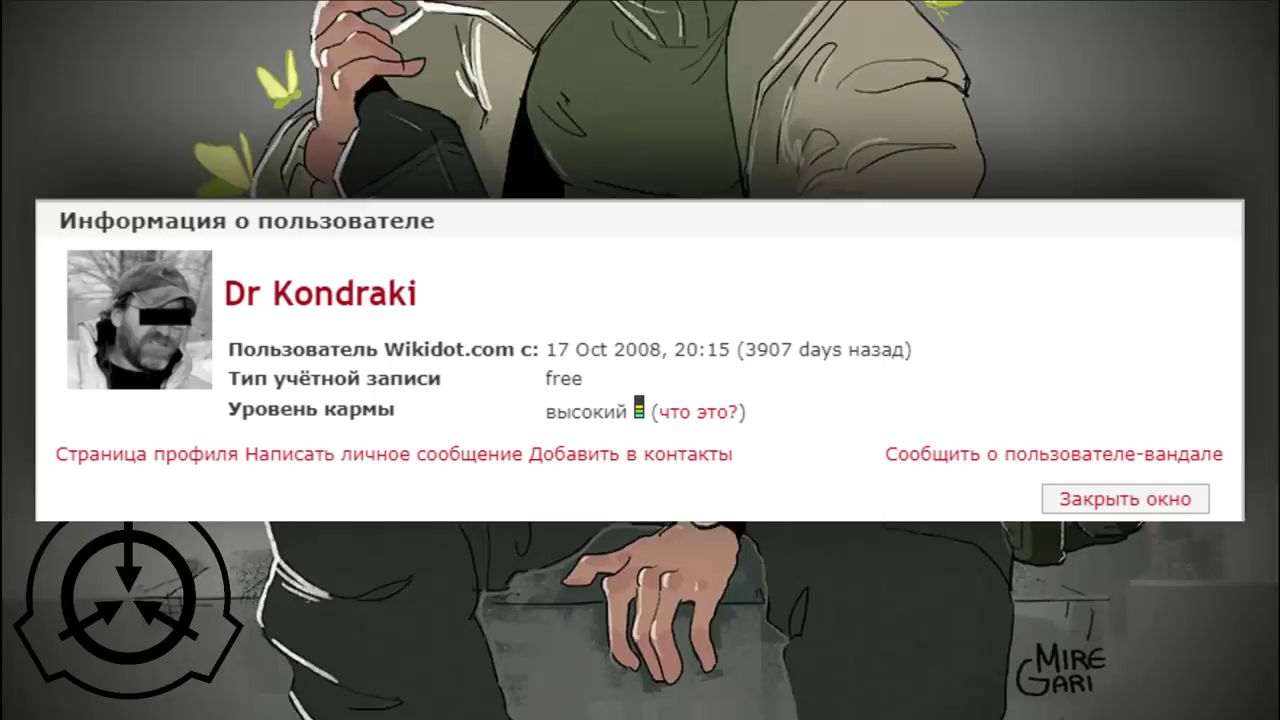 Информация о пользователе
Dr Kondraki
Пользователь Wikidot.com с: 17 Oct 2008, 20:15 (3907 days назад)
Тип учётной записи free
Уровень кармы высокий (что это?)
Страница профиля Написать личное сообщение Добавить в контакты Сообщить о пользователе-вандале
Закрыть окно
MIRE
GARI